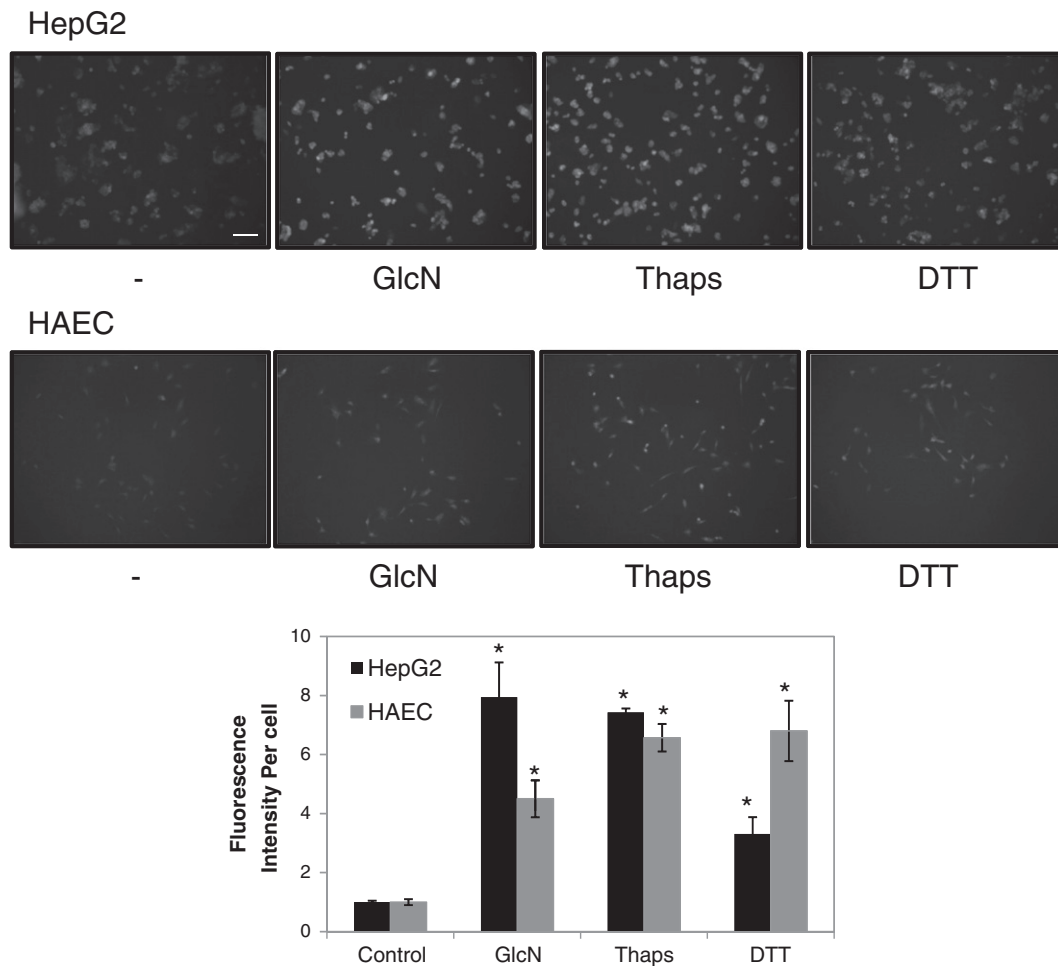 HepG2
- GlcN Thaps DTT
HAEC
- GlcN Thaps DTT
10
8
6
4
2
0
Fluorescence
Intensity Per cell
HepG2
HAEC
* * * * * *
Control GlcN Thaps DTT